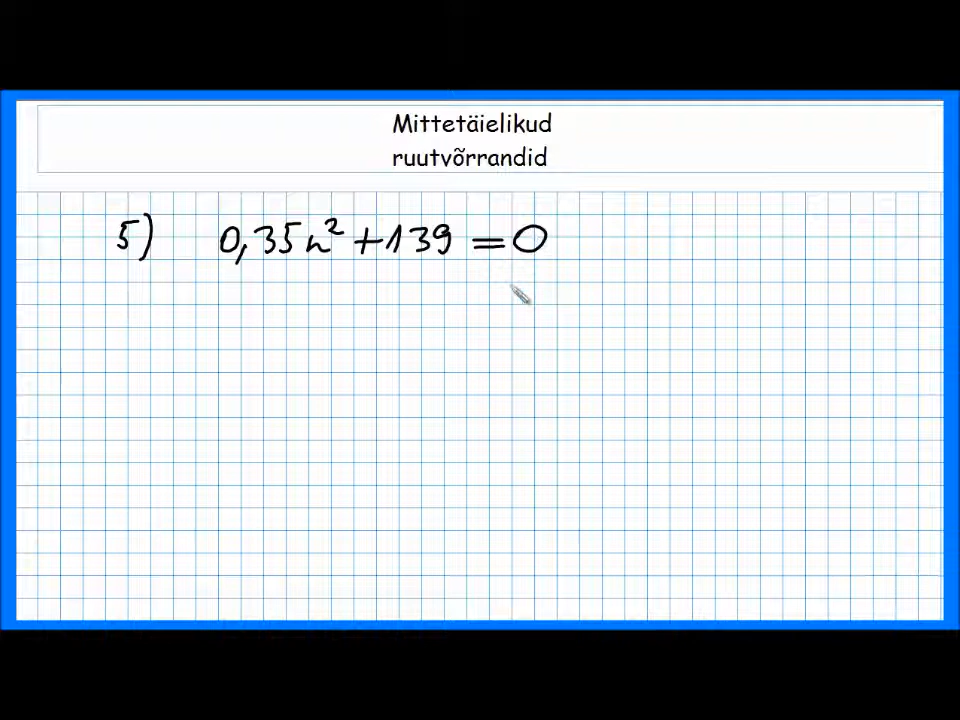 Mittetäielikud
ruutvõrrandid
5) 0,35n² + 139 = 0